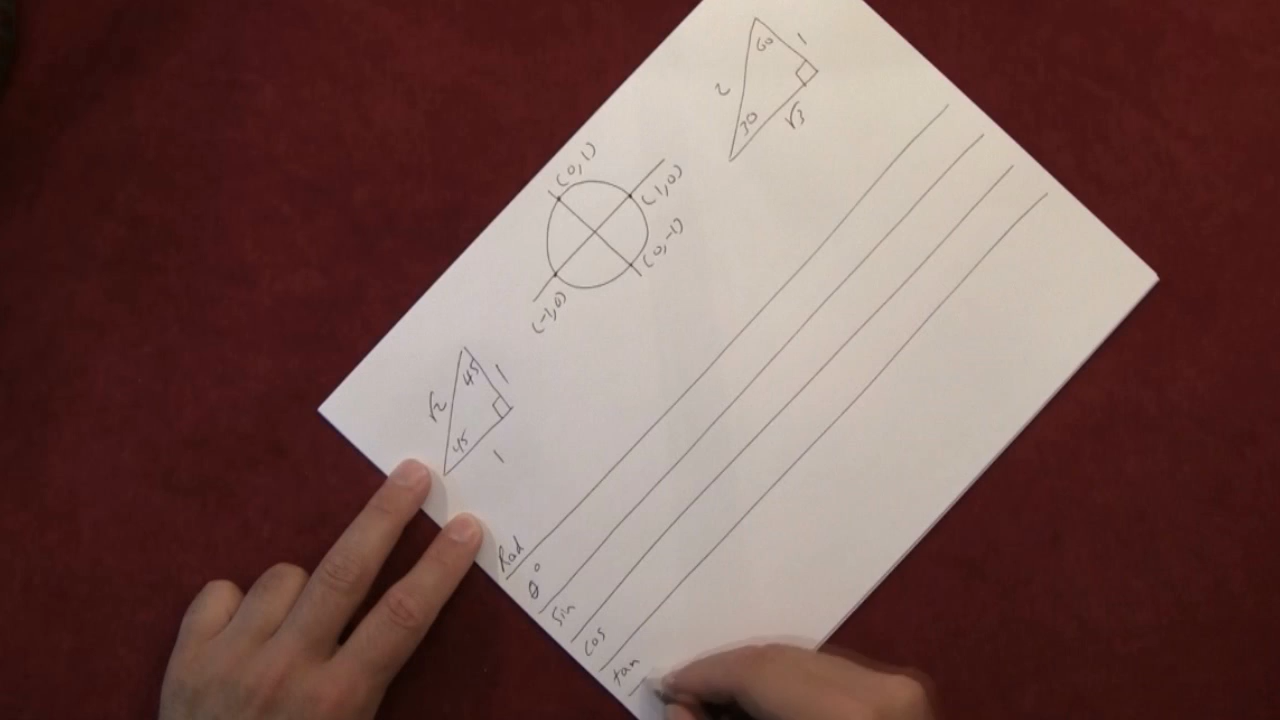 √2
45
1
45
1
(0,1)
(1,0)
(-1,0)
(0,-1)
2
60
1
30
√3
Rad
θ°
Sin
Cos
tan